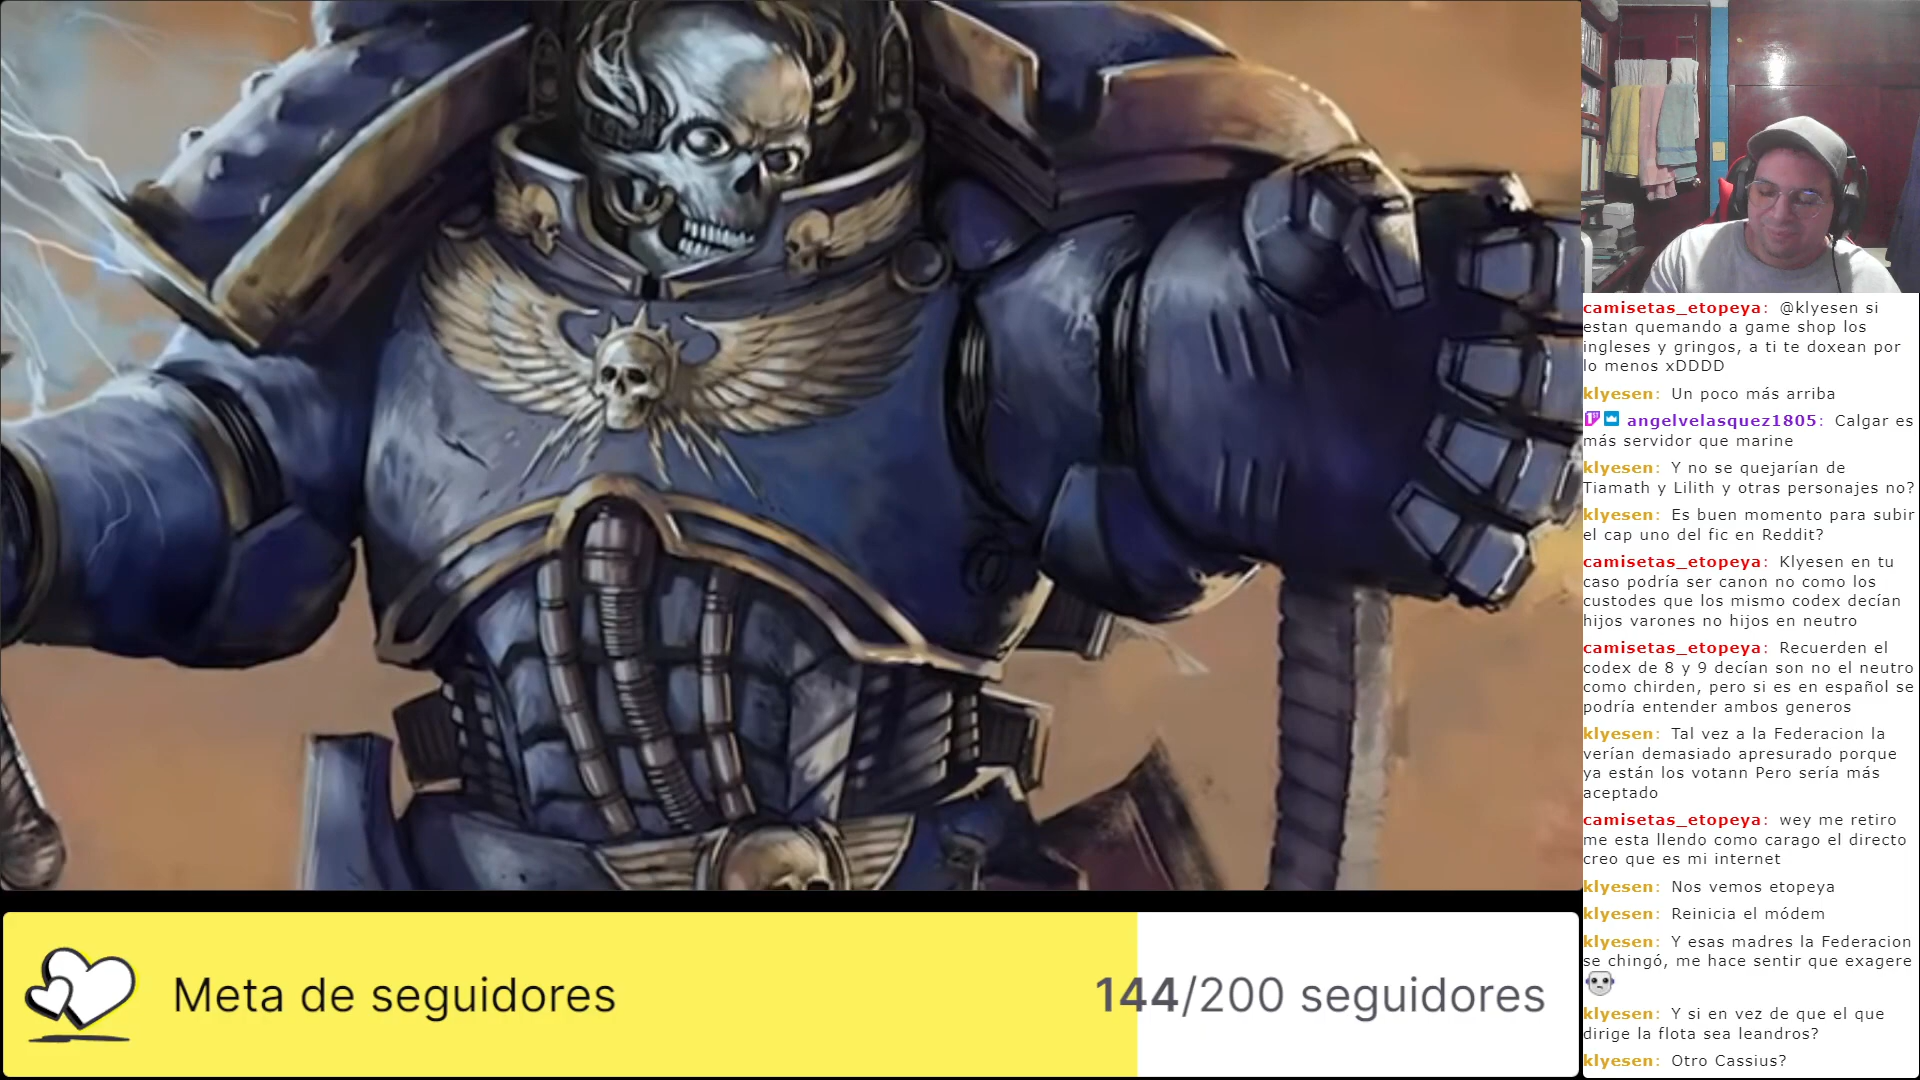 camisetas_etopeya: @klyesen si
estan quemando a game shop los
ingleses y gringos, a ti te doxean por
lo menos xDDDD
klyesen: Un poco más arriba
angelvelasquez1805: Calgar es
más servidor que marine
klyesen: Y no se quejarían de
Tiamath y Lilith y otras personajes no?
klyesen: Es buen momento para subir
el cap uno del fic en Reddit?
camisetas_etopeya: Klyesen en tu
caso podría ser canon no como los
custodes que los mismo codex decían
hijos varones no hijos en neutro
camisetas_etopeya: Recuerden el
codex de 8 y 9 decían son no el neutro
como chirden, pero si es en español se
podría entender ambos generos
klyesen: Tal vez a la Federacion la
verían demasiado apresurado porque
ya están los votann Pero sería más
aceptado
camisetas_etopeya: wey me retiro
me esta llendo como carago el directo
creo que es mi internet
klyesen: Nos vemos etopeya
klyesen: Reinicia el módem
klyesen: Y esas madres la Federacion
se chingó, me hace sentir que exagere
klyesen: Y si en vez de que el que
dirige la flota sea leandros?
klyesen: Otro Cassius?
Meta de seguidores 144/200 seguidores